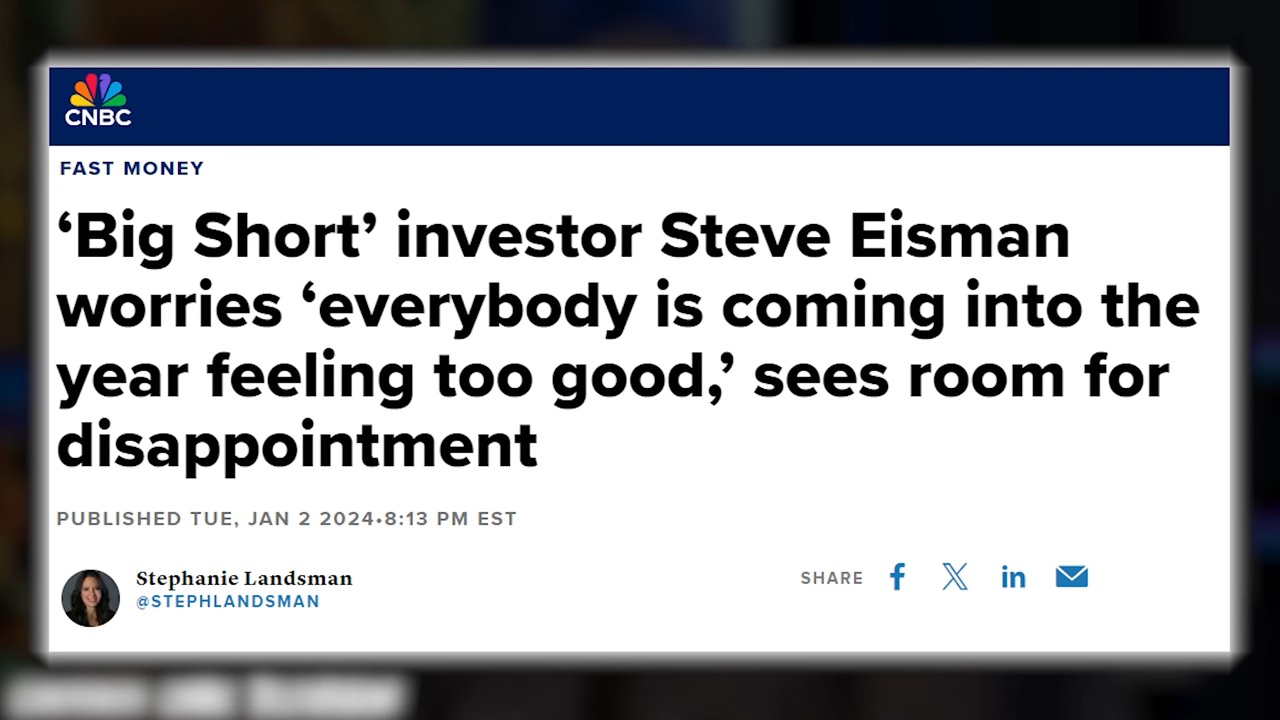 CNBC
FAST MONEY
‘Big Short’ investor Steve Eisman
worries ‘everybody is coming into the
year feeling too good,’ sees room for
disappointment
PUBLISHED TUE, JAN 2 2024•8:13 PM EST
Stephanie Landsman
@STEPHLANDSMAN
SHARE